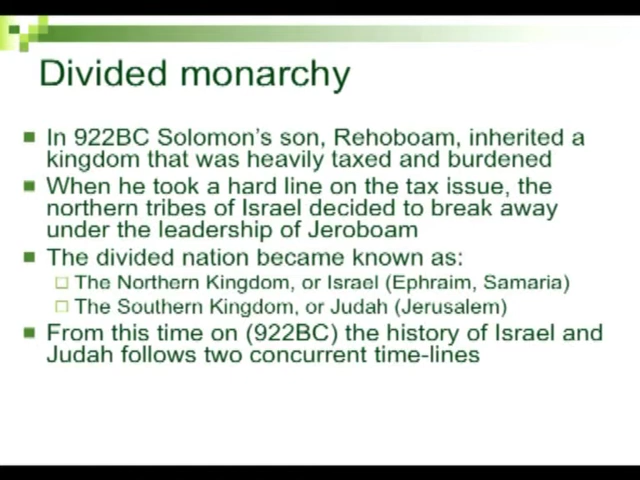 Divided monarchy
In 922BC Solomon's son, Rehoboam, inherited a
kingdom that was heavily taxed and burdened
When he took a hard line on the tax issue, the
northern tribes of Israel decided to break away
under the leadership of Jeroboam
The divided nation became known as:
The Northern Kingdom, or Israel (Ephraim, Samaria)
The Southern Kingdom, or Judah (Jerusalem)
From this time on (922BC) the history of Israel and
Judah follows two concurrent time-lines